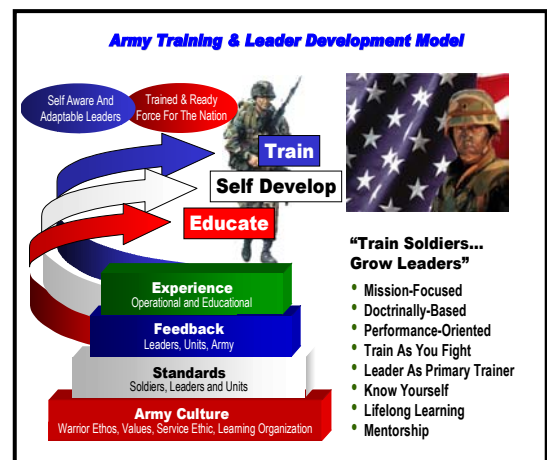 Army Training & Leader Development Model
Self Aware And
Adaptable Leaders
Trained & Ready
Force For The Nation
Train
Self Develop
Educate
Experience
Operational and Educational
Feedback
Leaders, Units, Army
Standards
Soldiers, Leaders and Units
Army Culture
Warrior Ethos, Values, Service Ethic, Learning Organization
“Train Soldiers...
Grow Leaders”
• Mission-Focused
• Doctrinally-Based
• Performance-Oriented
• Train As You Fight
• Leader As Primary Trainer
• Know Yourself
• Lifelong Learning
• Mentorship